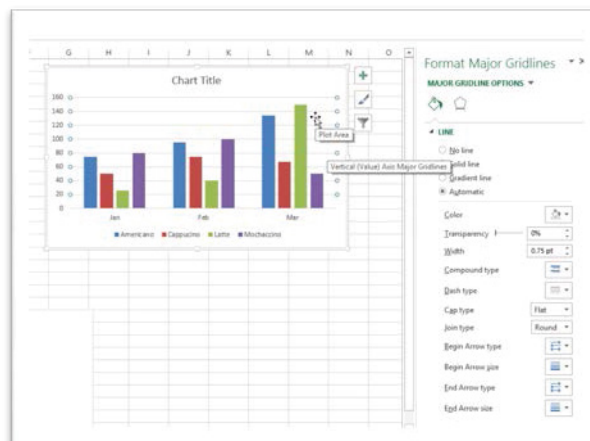 G H I J K L M N O
Format Major Gridlines
MAJOR GRIDLINE OPTIONS
Chart Title
160
140
120
100
80
60
40
20
0
Plot Area
Vertical (Value) Axis Major Gridlines
Jan Feb Mar
Americano Cappucino Latte Mochaccino
LINE
No line
Solid line
Gradient line
Automatic
Color
Transparency 0%
Width 0.75 pt
Compound type
Dash type
Cap type Flat
Join type Round
Begin Arrow type
Begin Arrow size
End Arrow type
End Arrow size